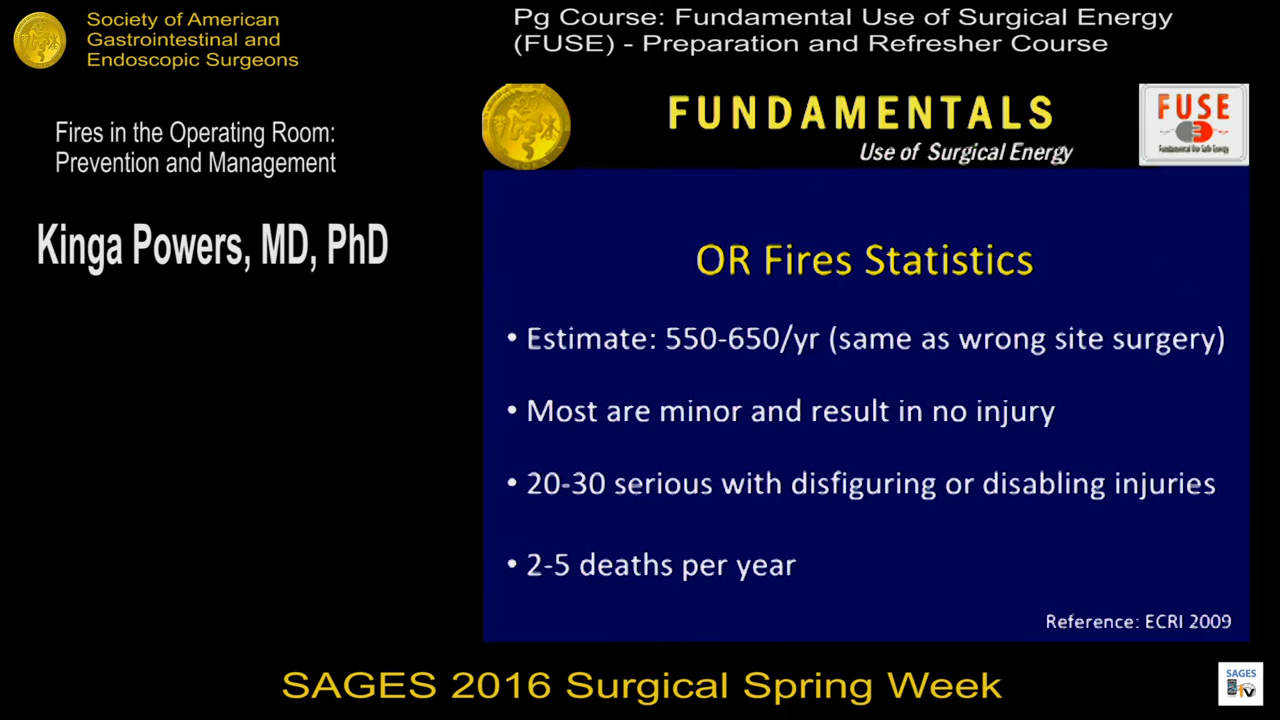 Society of American
Gastrointestinal and
Endoscopic Surgeons
Pg Course: Fundamental Use of Surgical Energy
(FUSE) - Preparation and Refresher Course
Fires in the Operating Room:
Prevention and Management
Kinga Powers, MD, PhD
FUNDAMENTALS
Use of Surgical Energy
FUSE
OR Fires Statistics
• Estimate: 550-650/yr (same as wrong site surgery)
• Most are minor and result in no injury
• 20-30 serious with disfiguring or disabling injuries
• 2-5 deaths per year
Reference: ECRI 2009
SAGES 2016 Surgical Spring Week
SAGES
TV